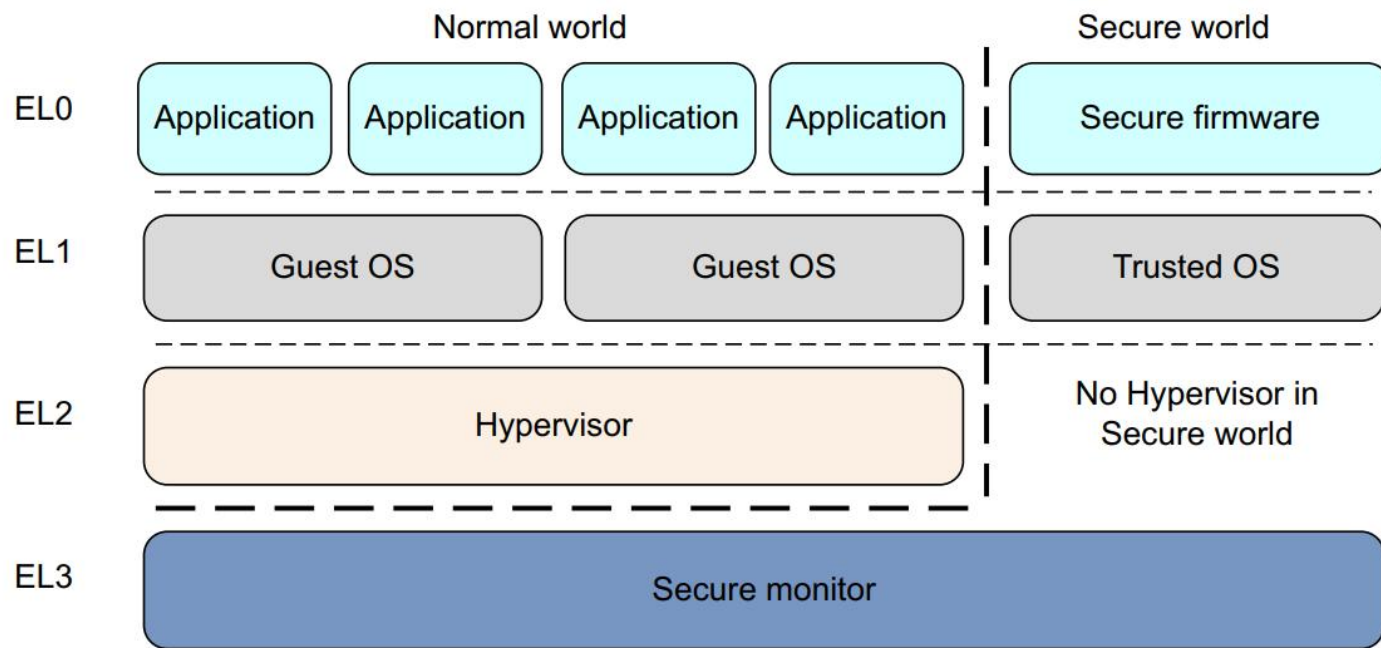 Normal world
Secure world
EL0
Application
Application
Application
Application
Secure firmware
EL1
Guest OS
Guest OS
Trusted OS
EL2
Hypervisor
No Hypervisor in
Secure world
EL3
Secure monitor